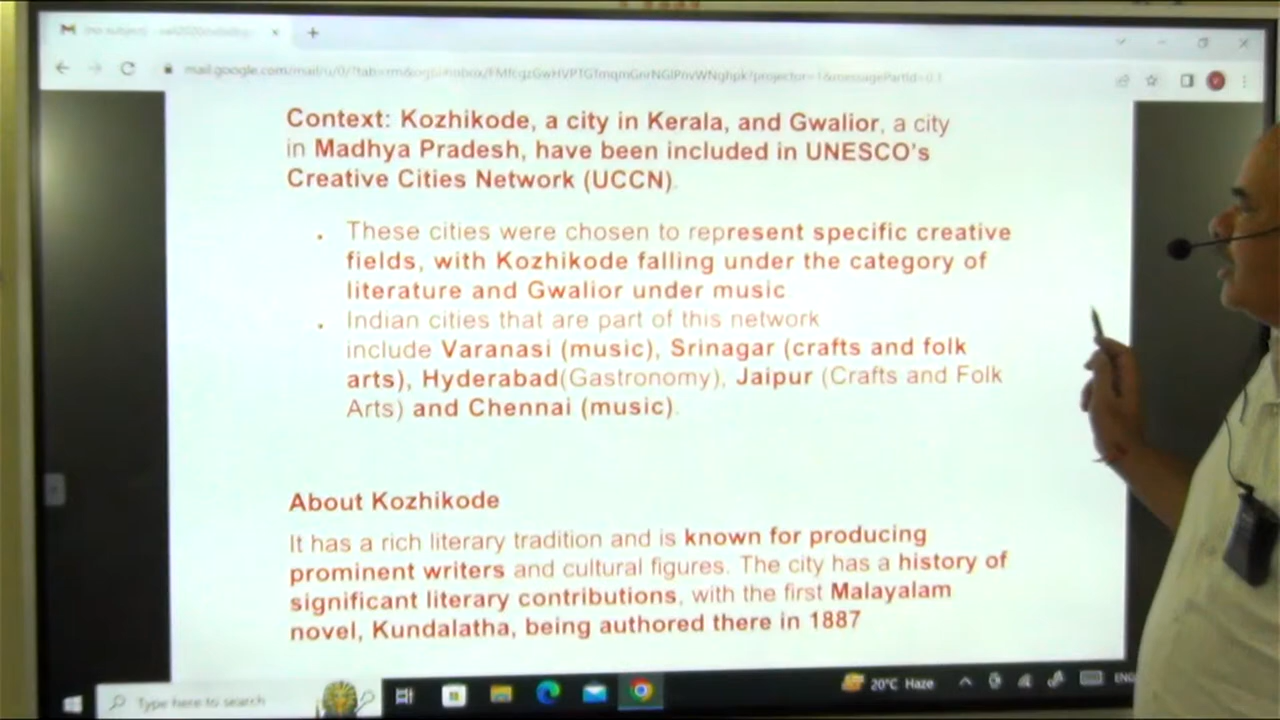 Context: Kozhikode, a city in Kerala, and Gwalior, a city
in Madhya Pradesh, have been included in UNESCO's
Creative Cities Network (UCCN).
. These cities were chosen to represent specific creative
fields, with Kozhikode falling under the category of
literature and Gwalior under music
. Indian cities that are part of this network
include Varanasi (music), Srinagar (crafts and folk
arts), Hyderabad(Gastronomy), Jaipur (Crafts and Folk
Arts) and Chennai (music).
About Kozhikode
It has a rich literary tradition and is known for producing
prominent writers and cultural figures. The city has a history of
significant literary contributions, with the first Malayalam
novel, Kundalatha, being authored there in 1887
Type here to search
20°C Haze
ENG